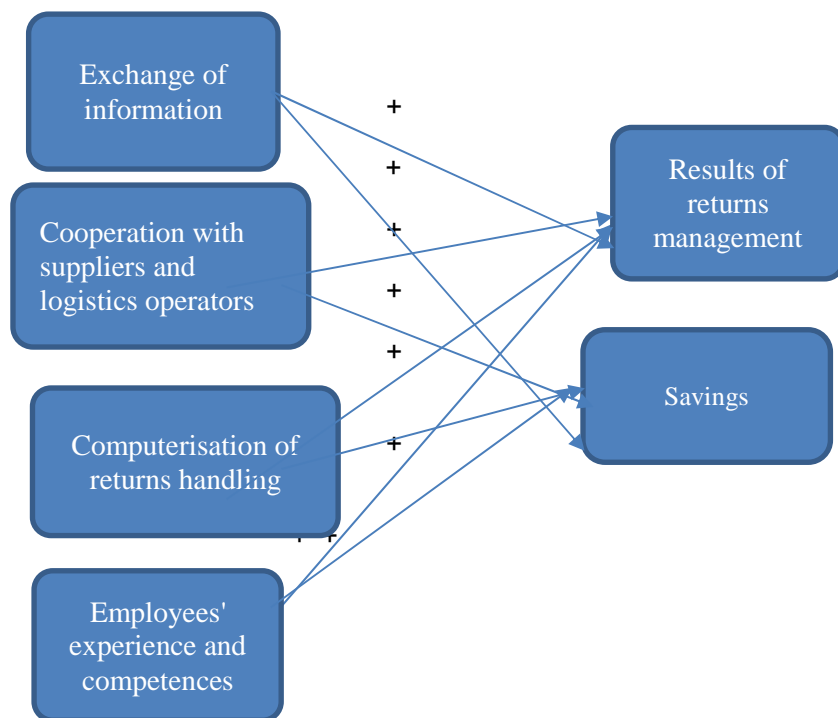 Exchange of
information
+
+
Results of
returns
management
Cooperation with
suppliers and
logistics operators
+
+
+
Savings
Computerisation of
returns handling
+
+ +
Employees'
experience and
competences